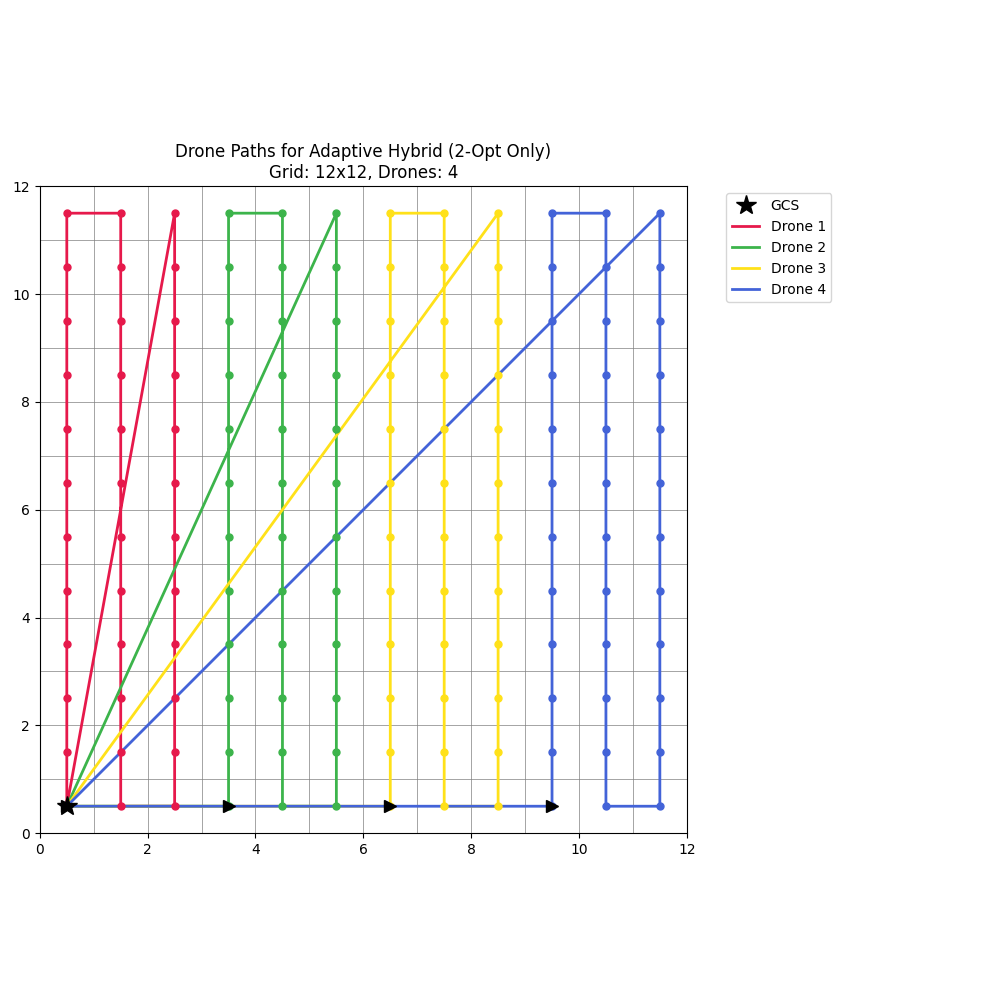 Drone Paths for Adaptive Hybrid (2-Opt Only)
Grid: 12x12, Drones: 4
GCS
Drone 1
Drone 2
Drone 3
Drone 4
12
10
8
6
4
2
0
0 2 4 6 8 10 12